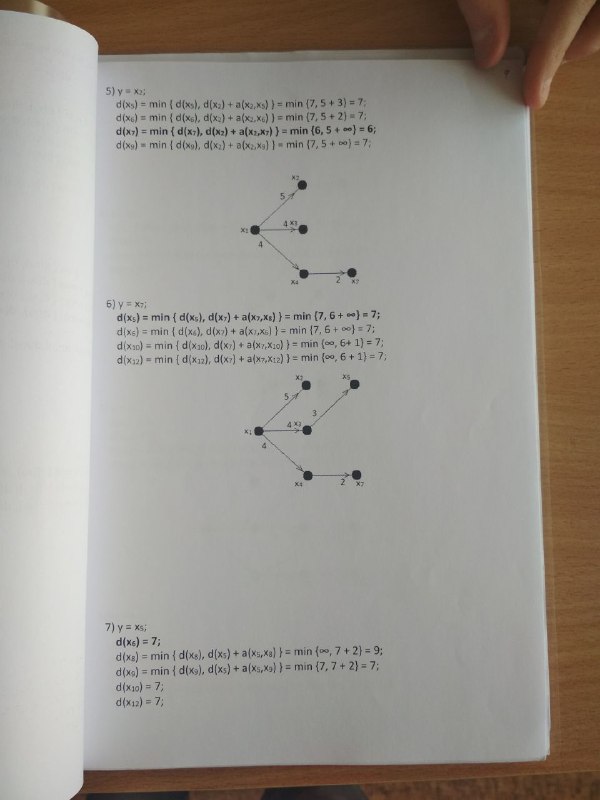 5) y = x₂;
d(x₅) = min { d(x₅), d(x₂) + a(x₂,x₅) } = min {7, 5 + 3} = 7;
d(x₆) = min { d(x₆), d(x₂) + a(x₂,x₆) } = min {7, 5 + 2} = 7;
d(x₇) = min { d(x₇), d(x₂) + a(x₂,x₇) } = min {6, 5 + ∞} = 6;
d(x₉) = min { d(x₉), d(x₂) + a(x₂,x₉) } = min {7, 5 + ∞} = 7;
x₂
5
x₁ 4 x₃
4
x₄ 2 x₇
6) y = x₇;
d(x₅) = min { d(x₅), d(x₇) + a(x₇,x₈) } = min {7, 6 + ∞} = 7;
d(x₆) = min { d(x₆), d(x₇) + a(x₇,x₆) } = min {7, 6 + ∞} = 7;
d(x₁₀) = min { d(x₁₀), d(x₇) + a(x₇,x₁₀) } = min {∞, 6+ 1} = 7;
d(x₁₂) = min { d(x₁₂), d(x₇) + a(x₇,x₁₂) } = min {∞, 6 + 1} = 7;
x₂ x₅
5
3
x₁ 4 x₃
4
x₄ 2 x₇
7) y = x₅;
d(x₆) = 7;
d(x₈) = min { d(x₈), d(x₅) + a(x₅,x₈) } = min {∞, 7 + 2} = 9;
d(x₉) = min { d(x₉), d(x₅) + a(x₅,x₉) } = min {7, 7 + 2} = 7;
d(x₁₀) = 7;
d(x₁₂) = 7;